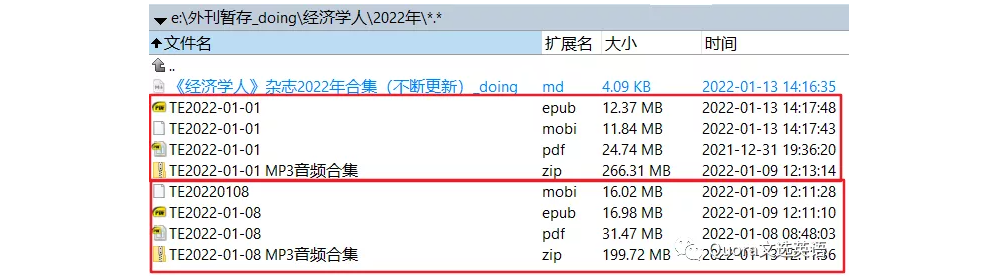 e:\外刊暂存_doing\经济学人\2022年\*.*
文件名 扩展名 大小 时间
..
《经济学人》杂志2022年合集（不断更新）_doing md 4.09 KB 2022-01-13 14:16:35
TE2022-01-01 epub 12.37 MB 2022-01-13 14:17:48
TE2022-01-01 mobi 11.84 MB 2022-01-13 14:17:43
TE2022-01-01 pdf 24.74 MB 2021-12-31 19:36:20
TE2022-01-01 MP3音频合集 zip 266.31 MB 2022-01-09 12:13:14
TE20220108 mobi 16.02 MB 2022-01-09 12:11:28
TE2022-01-08 epub 16.98 MB 2022-01-09 12:11:10
TE2022-01-08 pdf 31.47 MB 2022-01-08 08:48:03
TE2022-01-08 MP3音频合集 zip 199.72 MB
Quora文选英语